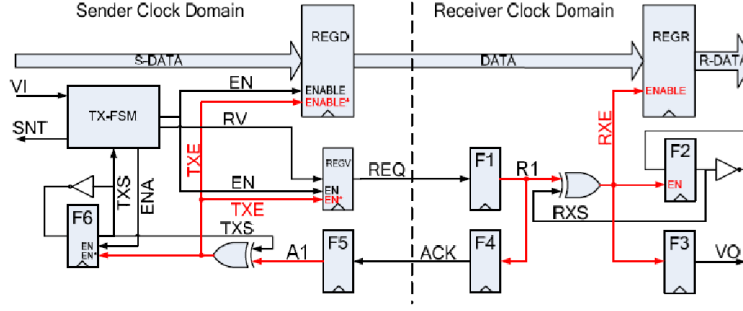 Sender Clock Domain
Receiver Clock Domain
REGD
REGR
S-DATA
DATA
R-DATA
VI
EN
ENABLE
ENABLE*
ENABLE
TX-FSM
SNT
RV
TXE
RXE
REGV
REQ
F1
R1
F2
EN
EN
EN*
EN
TXS
ENA
TXE
RXS
F6
TXS
EN
EN*
A1
F5
ACK
F4
F3
VO